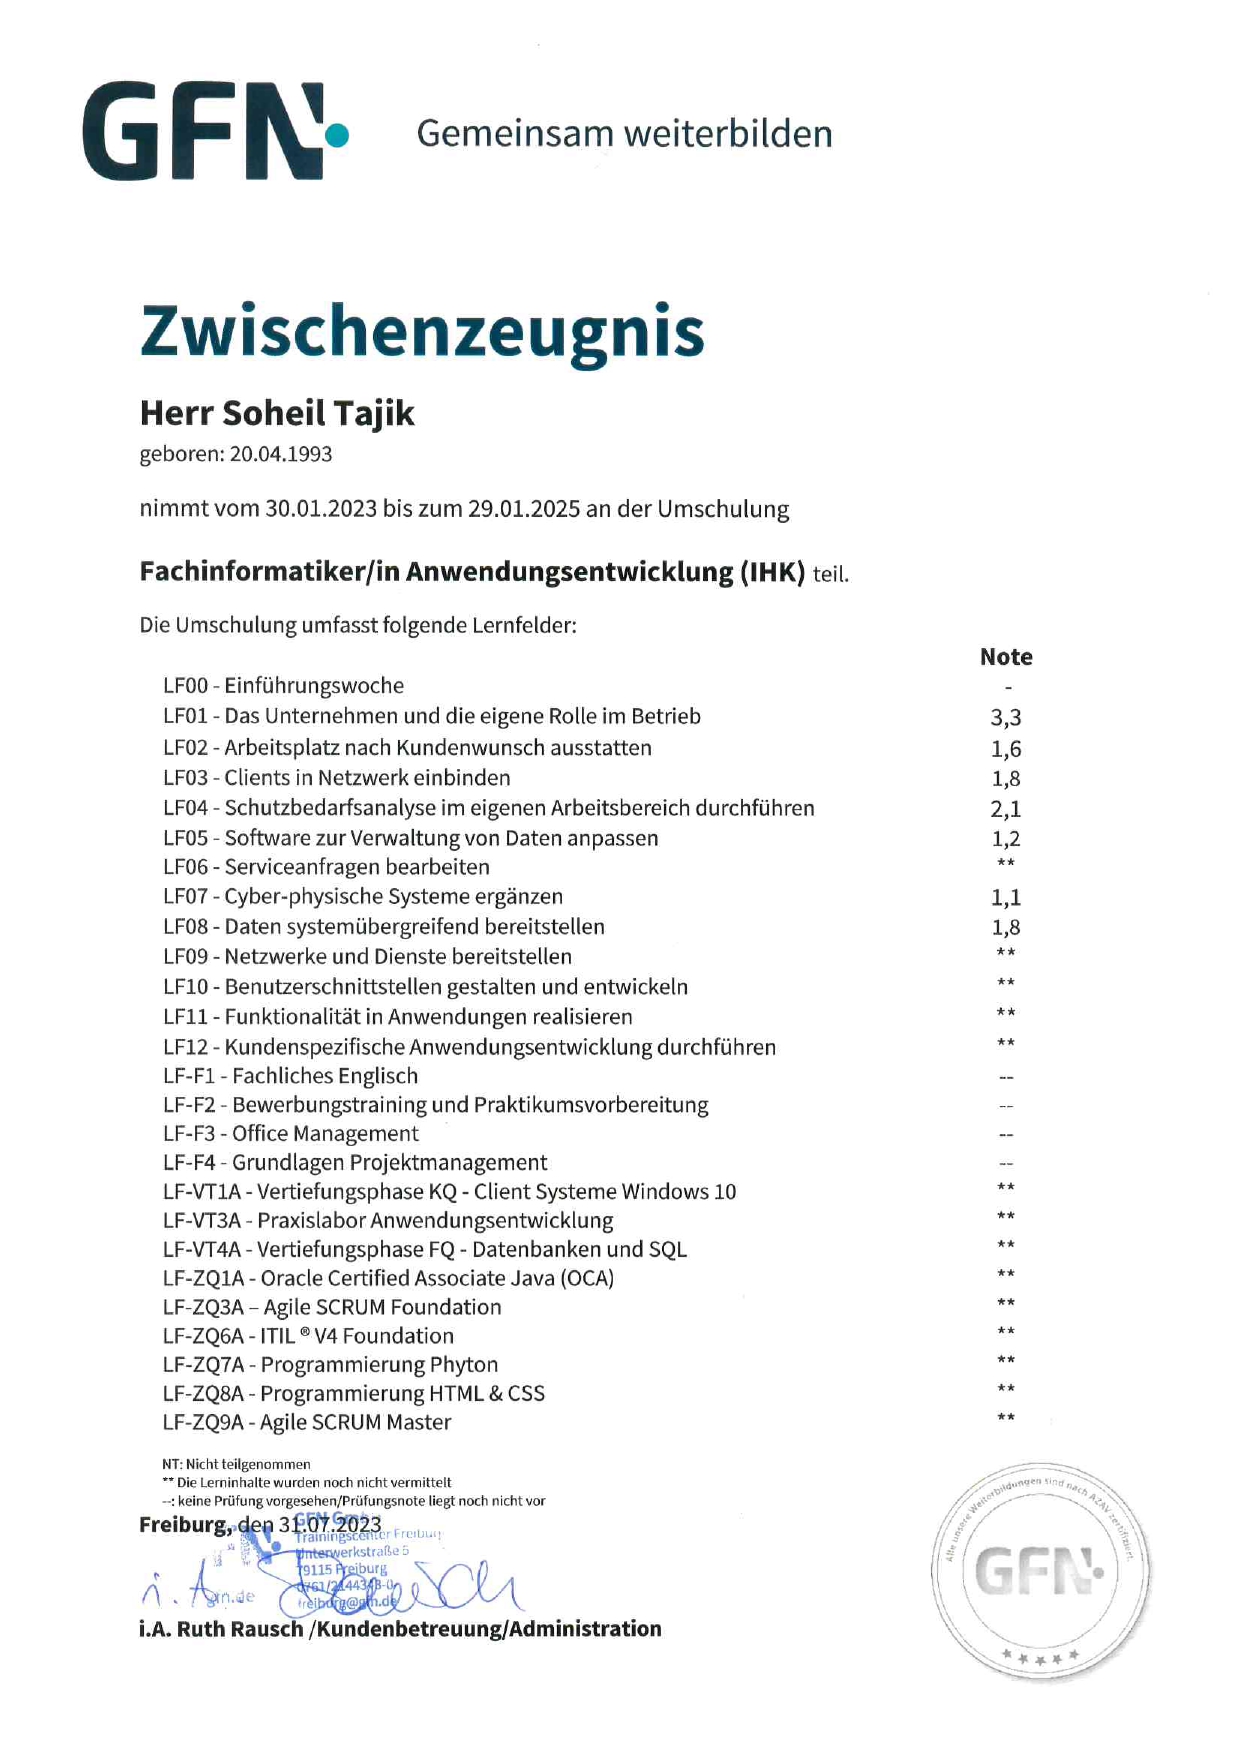 GFN
Gemeinsam weiterbilden
Zwischenzeugnis
Herr Soheil Tajik
geboren: 20.04.1993
nimmt vom 30.01.2023 bis zum 29.01.2025 an der Umschulung
Fachinformatiker/in Anwendungsentwicklung (IHK) teil.
Die Umschulung umfasst folgende Lernfelder:
Note
LF00 - Einführungswoche -
LF01 - Das Unternehmen und die eigene Rolle im Betrieb 3,3
LF02 - Arbeitsplatz nach Kundenwunsch ausstatten 1,6
LF03 - Clients in Netzwerk einbinden 1,8
LF04 - Schutzbedarfsanalyse im eigenen Arbeitsbereich durchführen 2,1
LF05 - Software zur Verwaltung von Daten anpassen 1,2
LF06 - Serviceanfragen bearbeiten **
LF07 - Cyber-physische Systeme ergänzen 1,1
LF08 - Daten systemübergreifend bereitstellen 1,8
LF09 - Netzwerke und Dienste bereitstellen **
LF10 - Benutzerschnittstellen gestalten und entwickeln **
LF11 - Funktionalität in Anwendungen realisieren **
LF12 - Kundenspezifische Anwendungsentwicklung durchführen **
LF-F1 - Fachliches Englisch --
LF-F2 - Bewerbungstraining und Praktikumsvorbereitung --
LF-F3 - Office Management --
LF-F4 - Grundlagen Projektmanagement --
LF-VT1A - Vertiefungsphase KQ - Client Systeme Windows 10 **
LF-VT3A - Praxislabor Anwendungsentwicklung **
LF-VT4A - Vertiefungsphase FQ - Datenbanken und SQL **
LF-ZQ1A - Oracle Certified Associate Java (OCA) **
LF-ZQ3A – Agile SCRUM Foundation **
LF-ZQ6A - ITIL ® V4 Foundation **
LF-ZQ7A - Programmierung Phyton **
LF-ZQ8A - Programmierung HTML & CSS **
LF-ZQ9A - Agile SCRUM Master **
NT: Nicht teilgenommen
** Die Lerninhalte wurden noch nicht vermittelt
--: keine Prüfung vorgesehen/Prüfungsnote liegt noch nicht vor
Freiburg, den 31.07.2023
GFN GmbH
Trainingscenter Freiburg
Unterwerkstraße 5
79115 Freiburg
freiburg@gfn.de
gfn.de
i. A.
i.A. Ruth Rausch /Kundenbetreuung/Administration
Alle unsere Weiterbildungen sind nach AZAV zertifiziert.
GFN